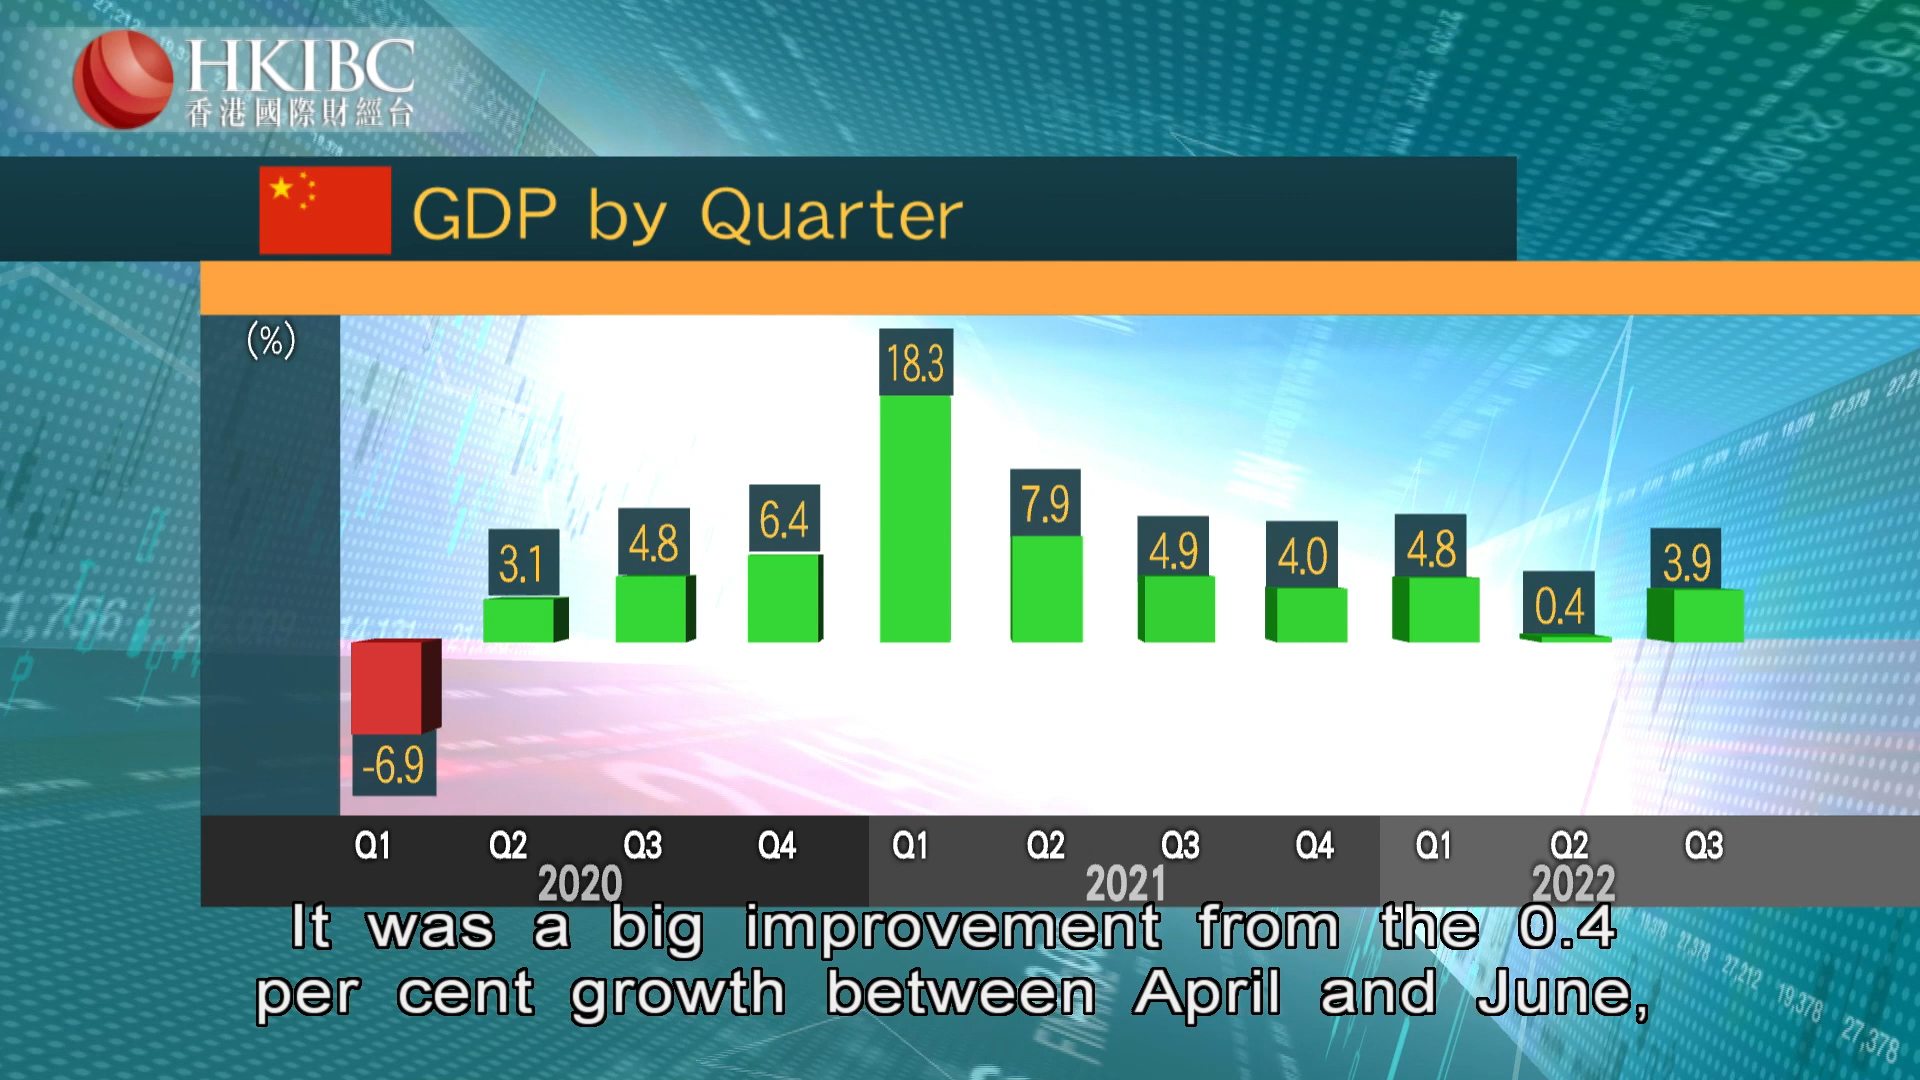 HKIBC
香港國際財經台
GDP by Quarter
(%)
18.3
7.9
6.4
4.8
3.1
4.9
4.0
4.8
0.4
3.9
-6.9
Q1 Q2 Q3 Q4 Q1 Q2 Q3 Q4 Q1 Q2 Q3
2020 2021 2022
It was a big improvement from the 0.4
per cent growth between April and June,